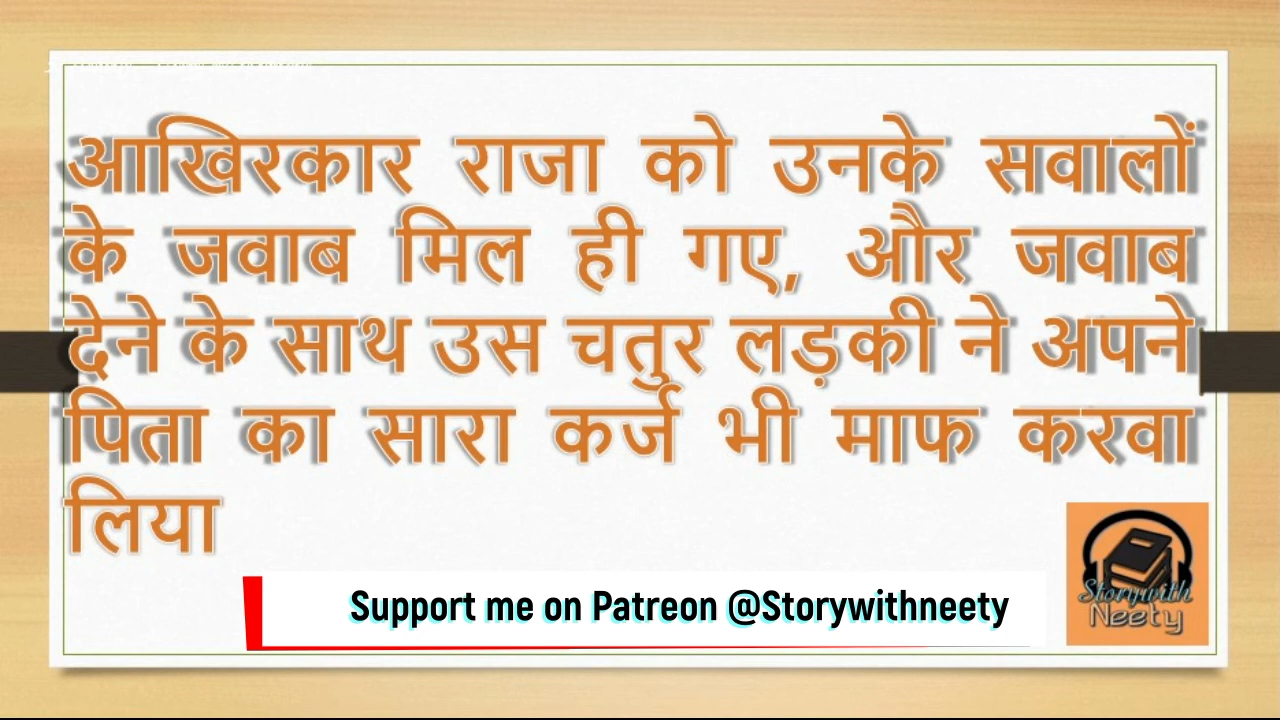 आखिरकार राजा को उनके सवालों
के जवाब मिल ही गए, और जवाब
देने के साथ उस चतुर लड़की ने अपने
पिता का सारा कर्ज भी माफ करवा
लिया
Support me on Patreon @Storywithneety
Storywith
Neety